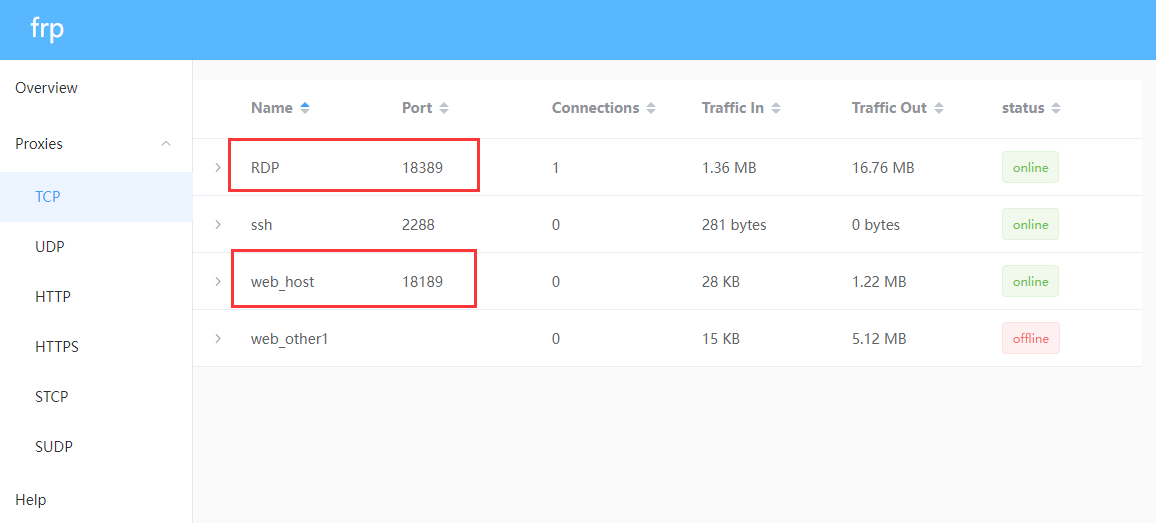 frp
Overview
Proxies
TCP
UDP
HTTP
HTTPS
STCP
SUDP
Help
Name Port Connections Traffic In Traffic Out status
RDP 18389 1 1.36 MB 16.76 MB online
ssh 2288 0 281 bytes 0 bytes online
web_host 18189 0 28 KB 1.22 MB online
web_other1 0 15 KB 5.12 MB offline